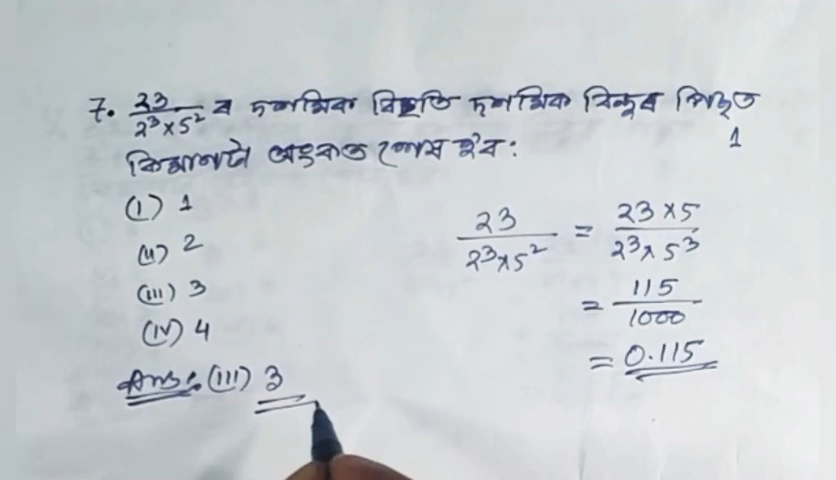 7. 23/2³×5² ৰ দশমিক বিস্তৃতি দশমিক বিন্দুৰ পিছত
কিমানটা অংকত শেষ হ'ব: 1
(i) 1
(ii) 2
(iii) 3
(iv) 4
Ans: (iii) 3
23/2³×5² = 23×5/2³×5³
= 115/1000
= 0.115